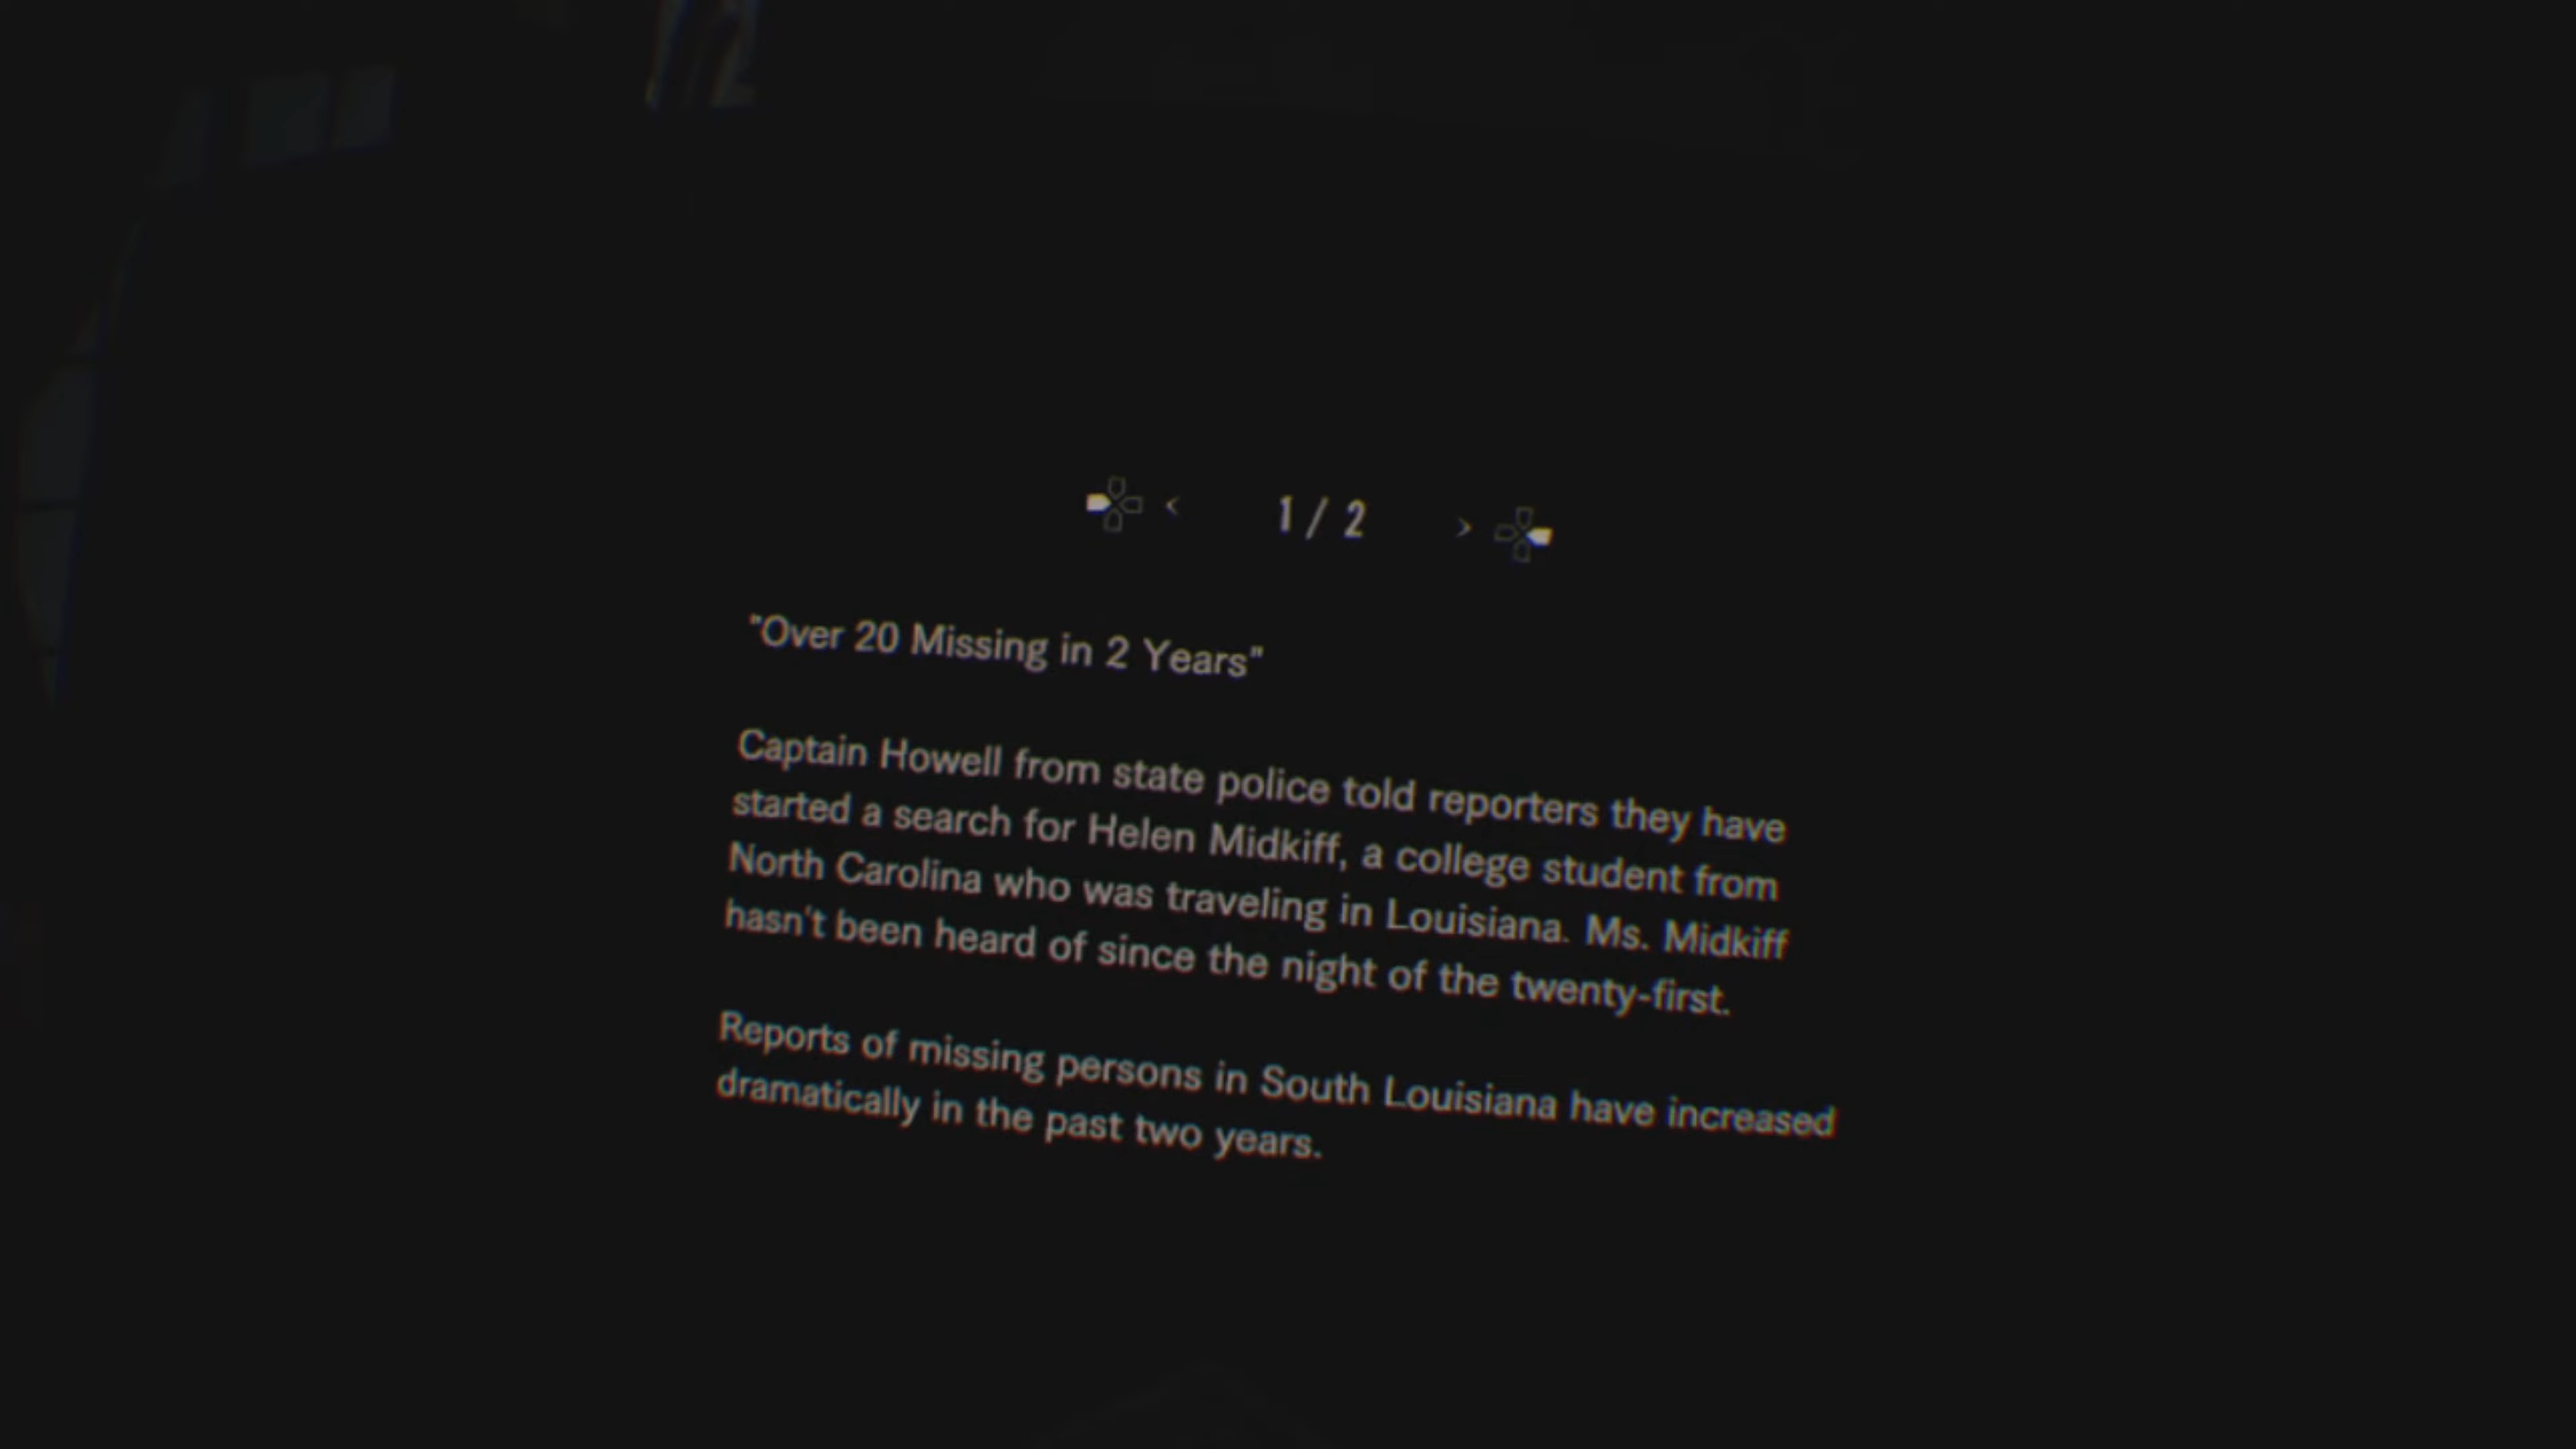 < 1 / 2 >
"Over 20 Missing in 2 Years"
Captain Howell from state police told reporters they have
started a search for Helen Midkiff, a college student from
North Carolina who was traveling in Louisiana. Ms. Midkiff
hasn't been heard of since the night of the twenty-first.
Reports of missing persons in South Louisiana have increased
dramatically in the past two years.